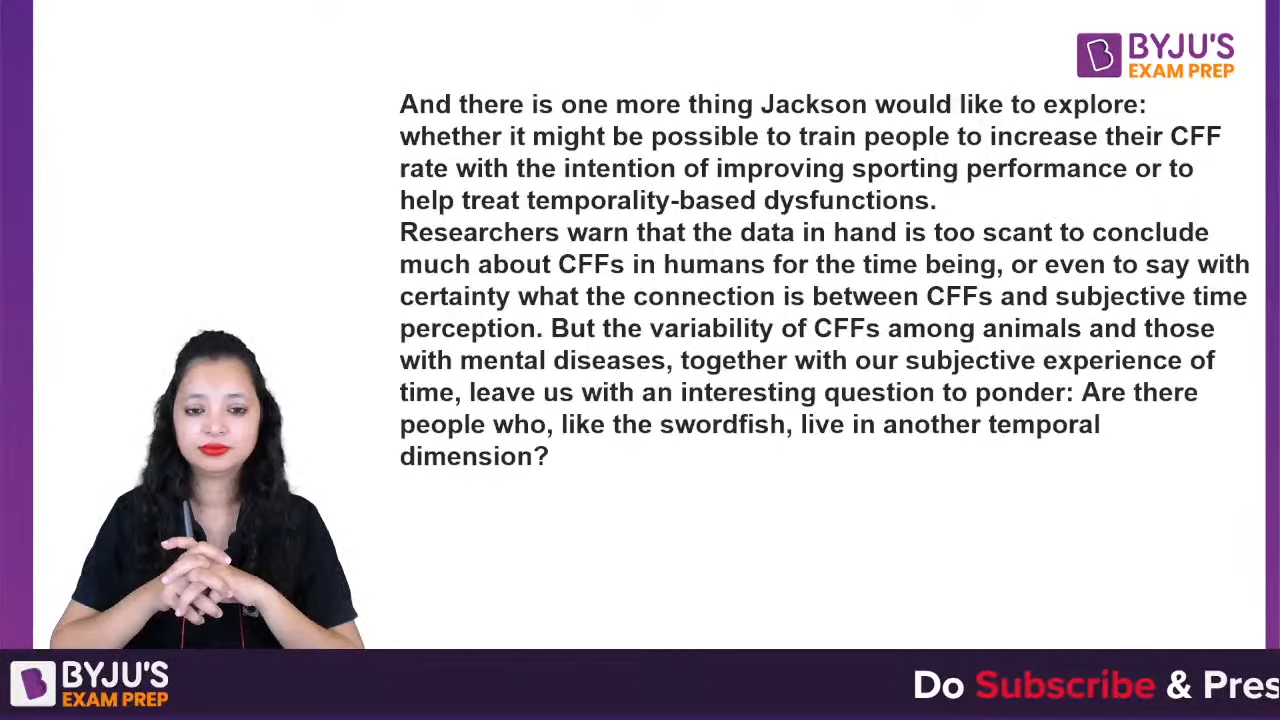 BYJU'S
EXAM PREP
And there is one more thing Jackson would like to explore:
whether it might be possible to train people to increase their CFF
rate with the intention of improving sporting performance or to
help treat temporality-based dysfunctions.
Researchers warn that the data in hand is too scant to conclude
much about CFFs in humans for the time being, or even to say with
certainty what the connection is between CFFs and subjective time
perception. But the variability of CFFs among animals and those
with mental diseases, together with our subjective experience of
time, leave us with an interesting question to ponder: Are there
people who, like the swordfish, live in another temporal
dimension?
BYJU'S
EXAM PREP
Do Subscribe & Pres